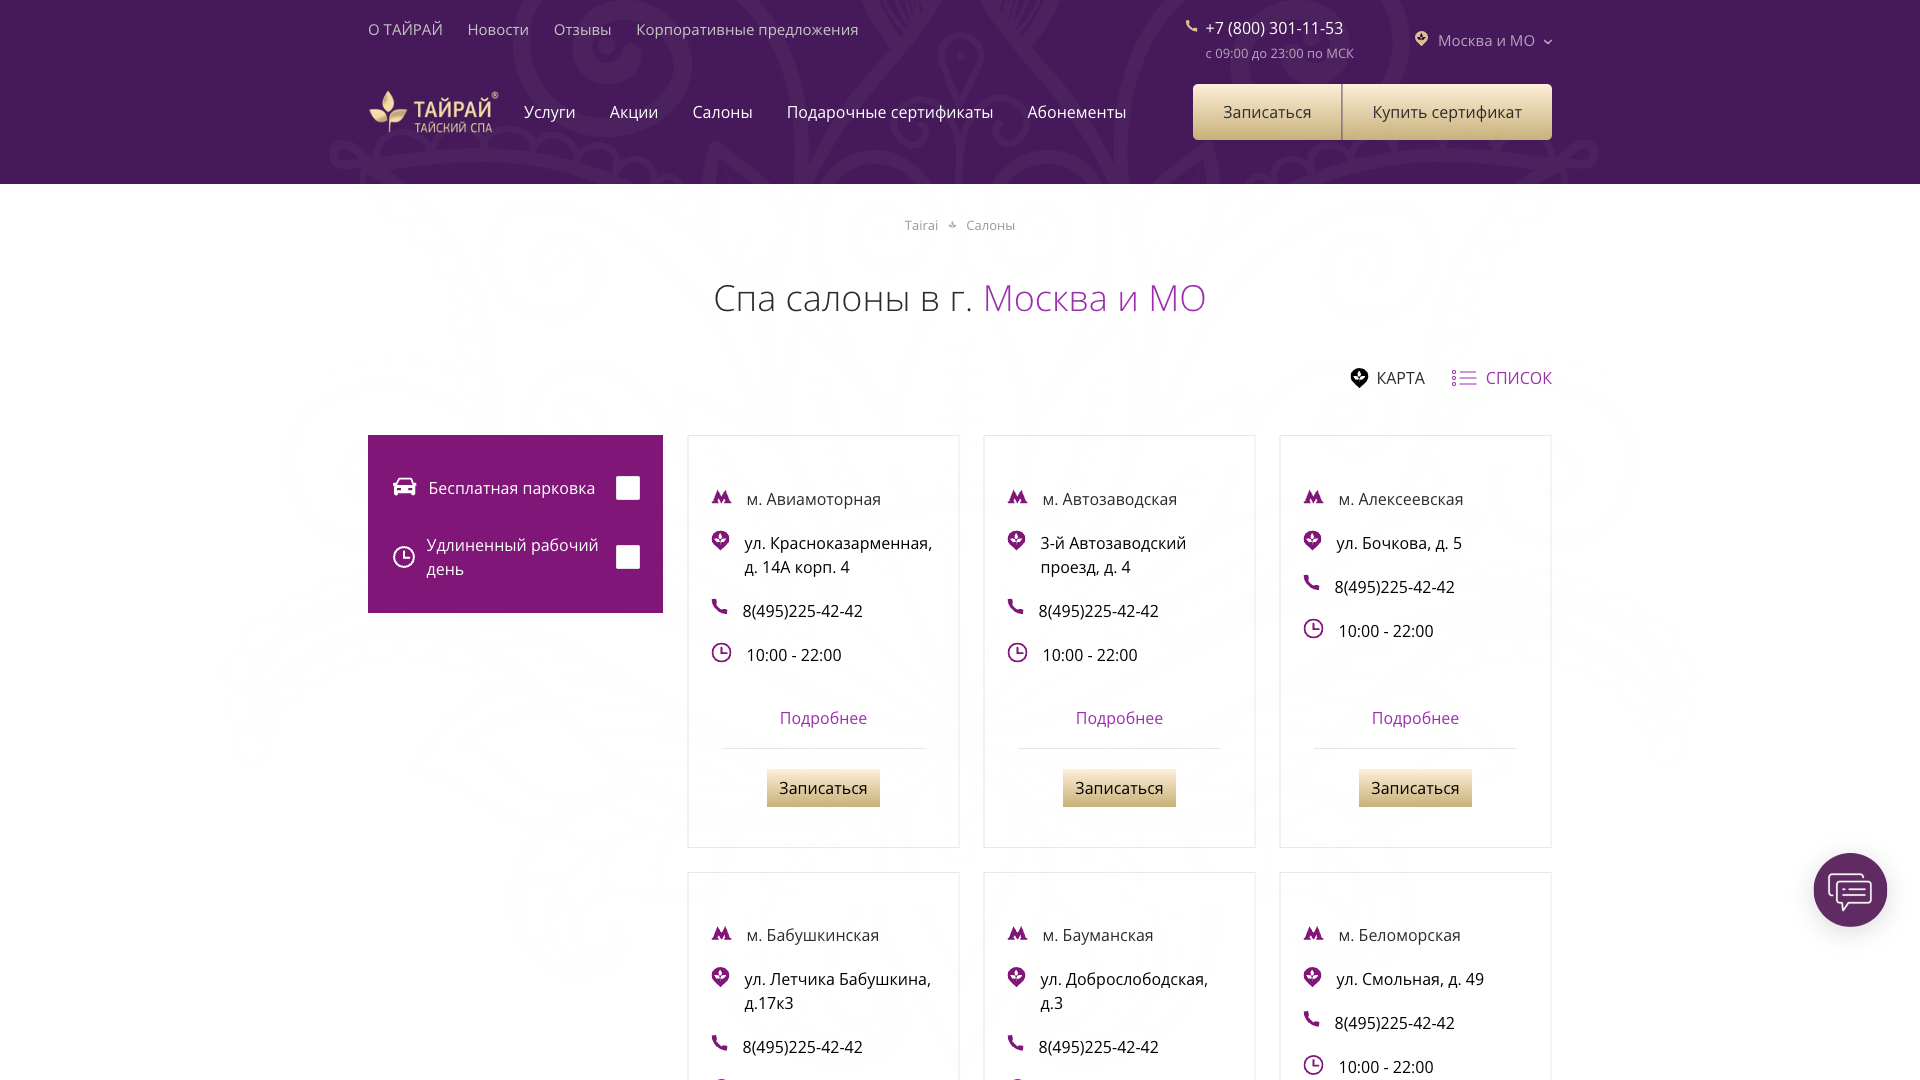 О ТАЙРАЙ
Новости
Отзывы
Корпоративные предложения
+7 (800) 301-11-53
с 09:00 до 23:00 по МСК
Москва и МО
ТАЙРАЙ®
ТАЙСКИЙ СПА
Услуги
Акции
Салоны
Подарочные сертификаты
Абонементы
Записаться
Купить сертификат
Tairai
Салоны
Спа салоны в г. Москва и МО
КАРТА
СПИСОК
Бесплатная парковка
Удлиненный рабочий
день
м. Авиамоторная
ул. Красноказарменная,
д. 14А корп. 4
8(495)225-42-42
10:00 - 22:00
Подробнее
Записаться
м. Автозаводская
3-й Автозаводский
проезд, д. 4
8(495)225-42-42
10:00 - 22:00
Подробнее
Записаться
м. Алексеевская
ул. Бочкова, д. 5
8(495)225-42-42
10:00 - 22:00
Подробнее
Записаться
м. Бабушкинская
ул. Летчика Бабушкина,
д.17к3
8(495)225-42-42
м. Бауманская
ул. Доброслободская,
д.3
8(495)225-42-42
м. Беломорская
ул. Смольная, д. 49
8(495)225-42-42
10:00 - 22:00